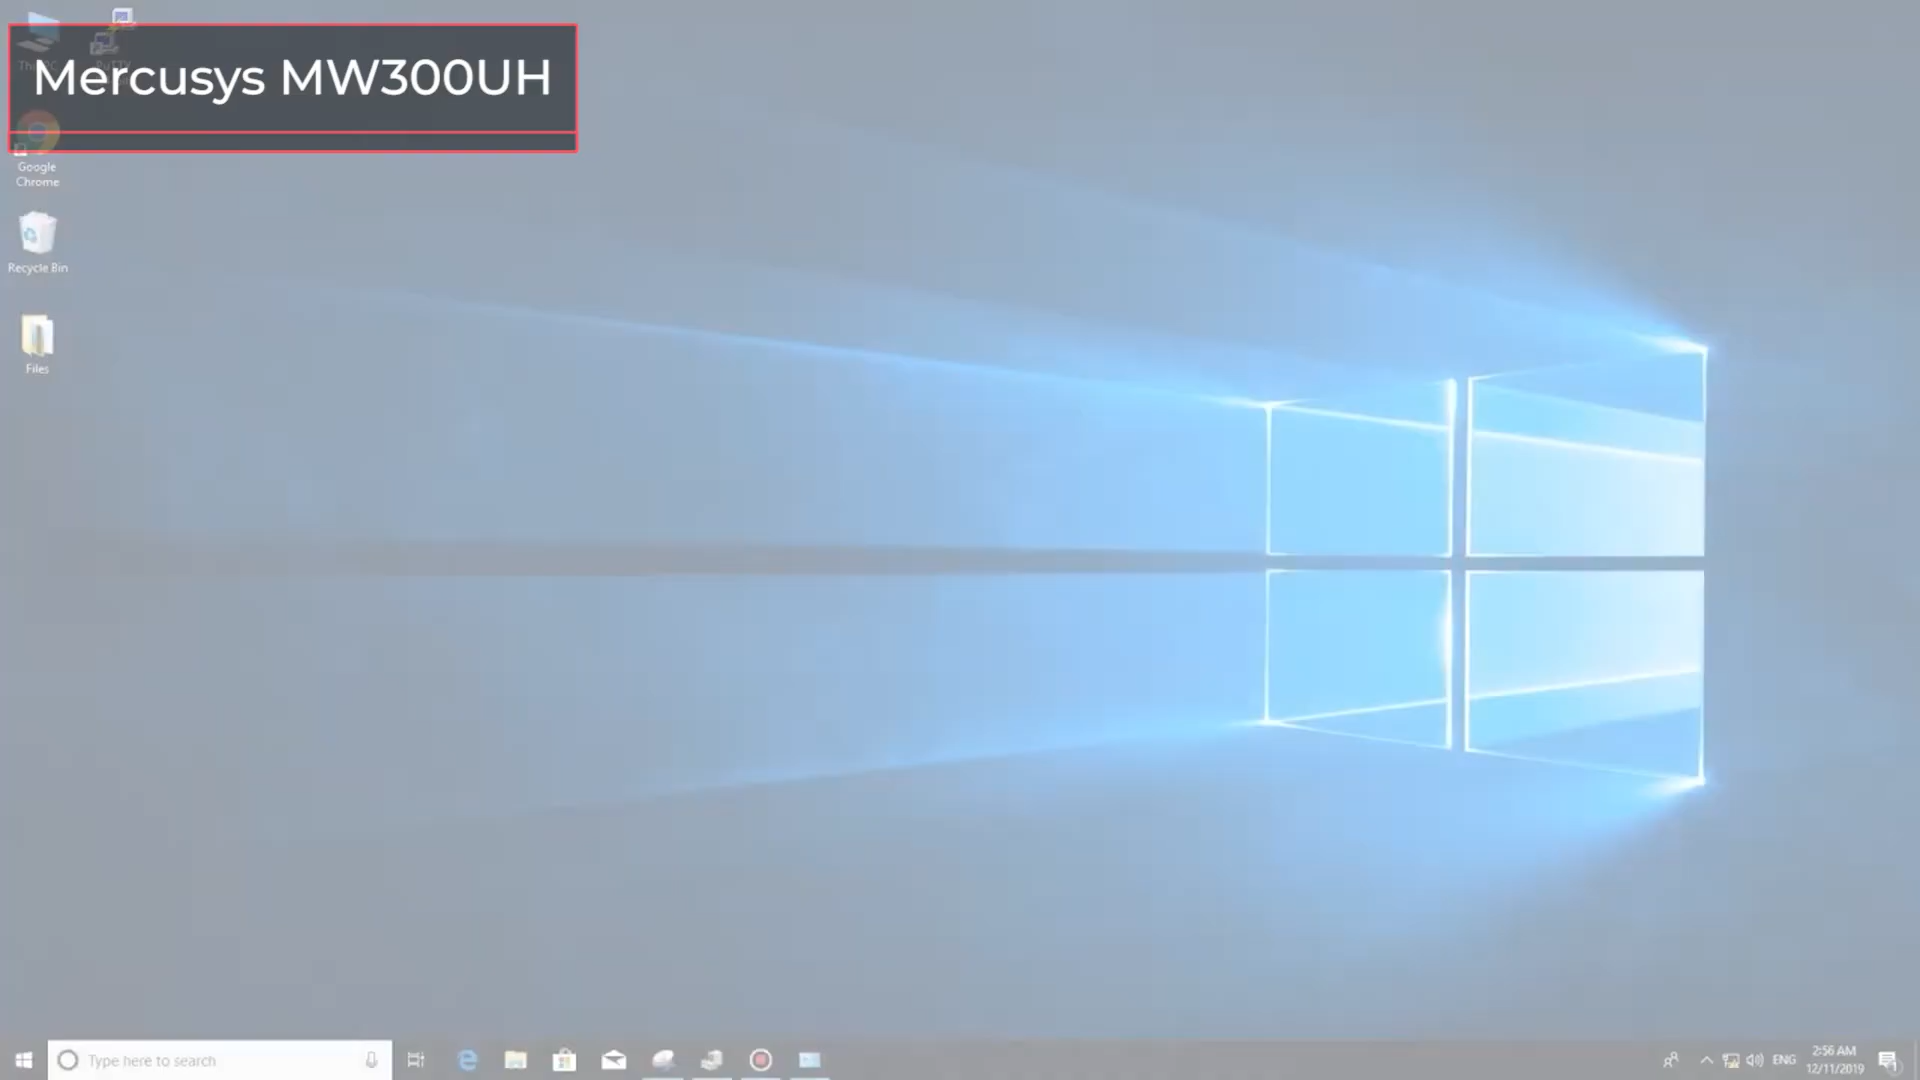 Mercusys MW300UH
Google
Chrome
Recycle Bin
Files
Type here to search
ENG
2:56 AM
12/11/2019